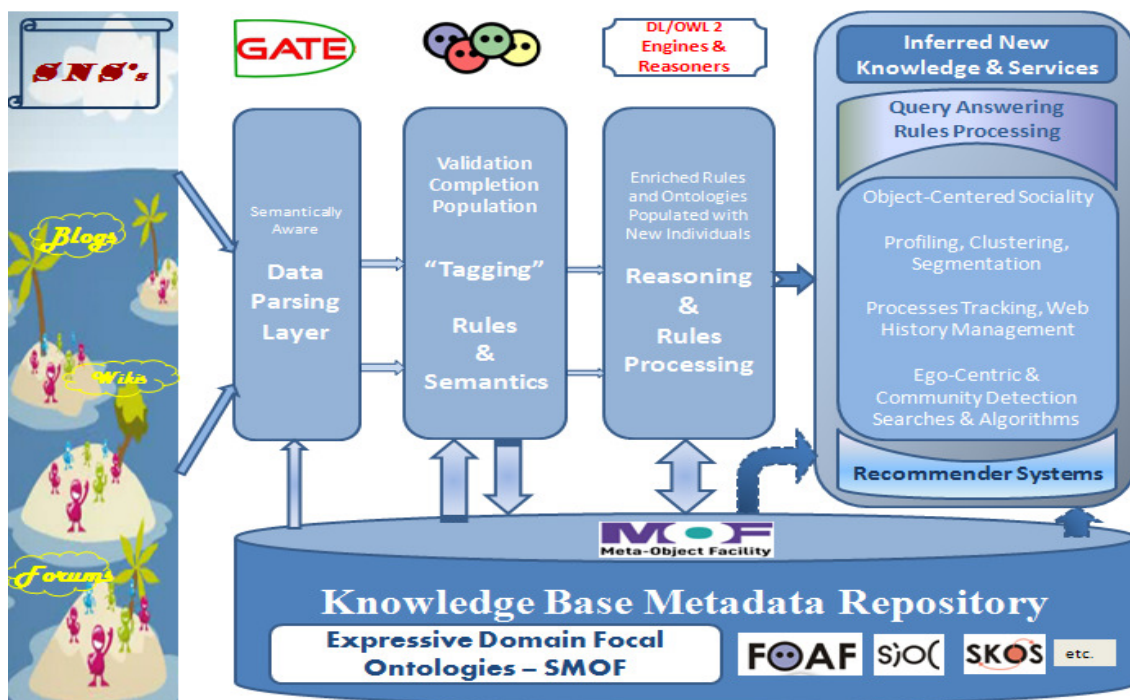 SNS's
Blogs
Wikis
Forums
GATE
Semantically
Aware
Data
Parsing
Layer
Validation
Completion
Population
“Tagging”
Rules
&
Semantics
DL/OWL 2
Engines &
Reasoners
Enriched Rules
and Ontologies
Populated with
New Individuals
Reasoning
&
Rules
Processing
Inferred New
Knowledge & Services
Query Answering
Rules Processing
Object-Centered Sociality
Profiling, Clustering,
Segmentation
Processes Tracking, Web
History Management
Ego-Centric &
Community Detection
Searches & Algorithms
Recommender Systems
MOF
Meta-Object Facility
Knowledge Base Metadata Repository
Expressive Domain Focal
Ontologies – SMOF
FOAF
SIOC
SKOS
etc.